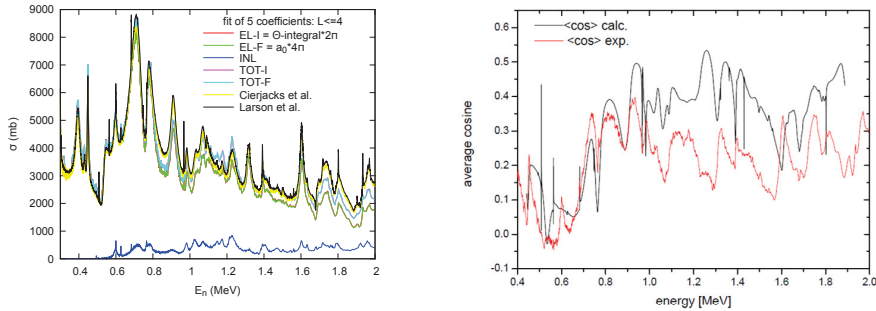 fit of 5 coefficients: L<=4
EL-I = Θ-integral*2π
EL-F = a₀*4π
INL
TOT-I
TOT-F
Cierjacks et al.
Larson et al.
9000
8000
7000
6000
5000
4000
3000
2000
1000
0
σ (mb)
0.4 0.6 0.8 1 1.2 1.4 1.6 1.8 2
Eₙ (MeV)
<cos> calc.
<cos> exp.
0.6
0.5
0.4
0.3
0.2
0.1
0.0
-0.1
average cosine
0.4 0.6 0.8 1.0 1.2 1.4 1.6 1.8 2.0
energy [MeV]